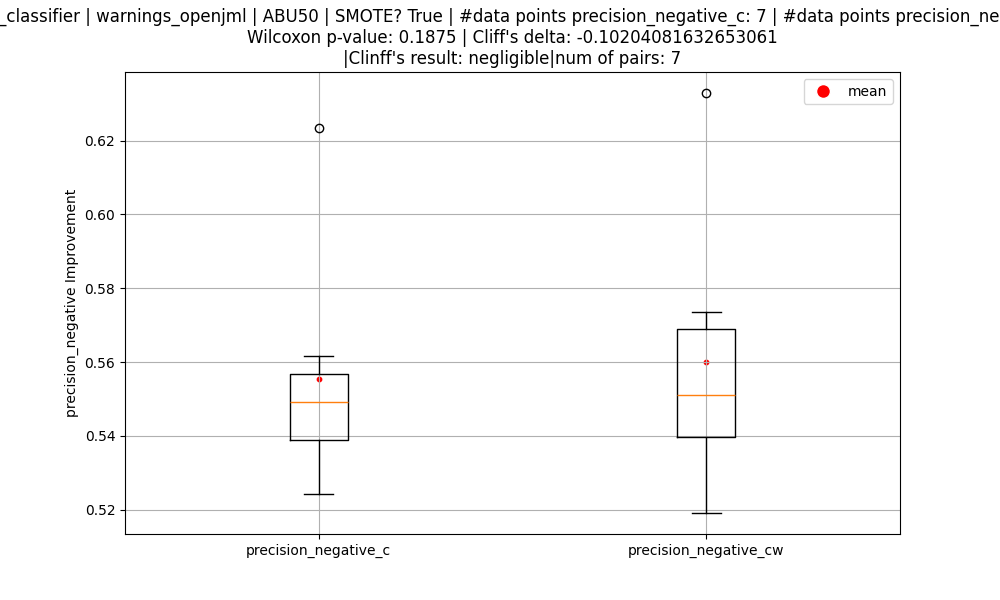 _classifier | warnings_openjml | ABU50 | SMOTE? True | #data points precision_negative_c: 7 | #data points precision_ne
Wilcoxon p-value: 0.1875 | Cliff's delta: -0.10204081632653061
|Clinff's result: negligible|num of pairs: 7
mean
0.62
0.60
0.58
0.56
0.54
0.52
precision_negative Improvement
precision_negative_c
precision_negative_cw